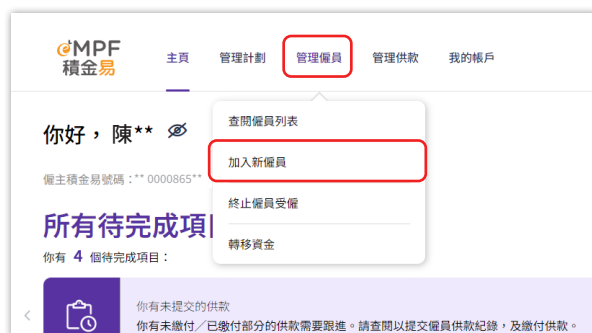 eMPF
積金易
主頁 管理計劃 管理僱員 管理供款 我的帳戶
查閱僱員列表
加入新僱員
終止僱員受僱
轉移資金
你好，陳**
僱主積金易號碼：** 0000865**
所有待完成項
你有 4 個待完成項目：
你有未提交的供款
你有未繳付／已繳付部分的供款需要跟進。請查閱以提交僱員供款紀錄，及繳付供款。